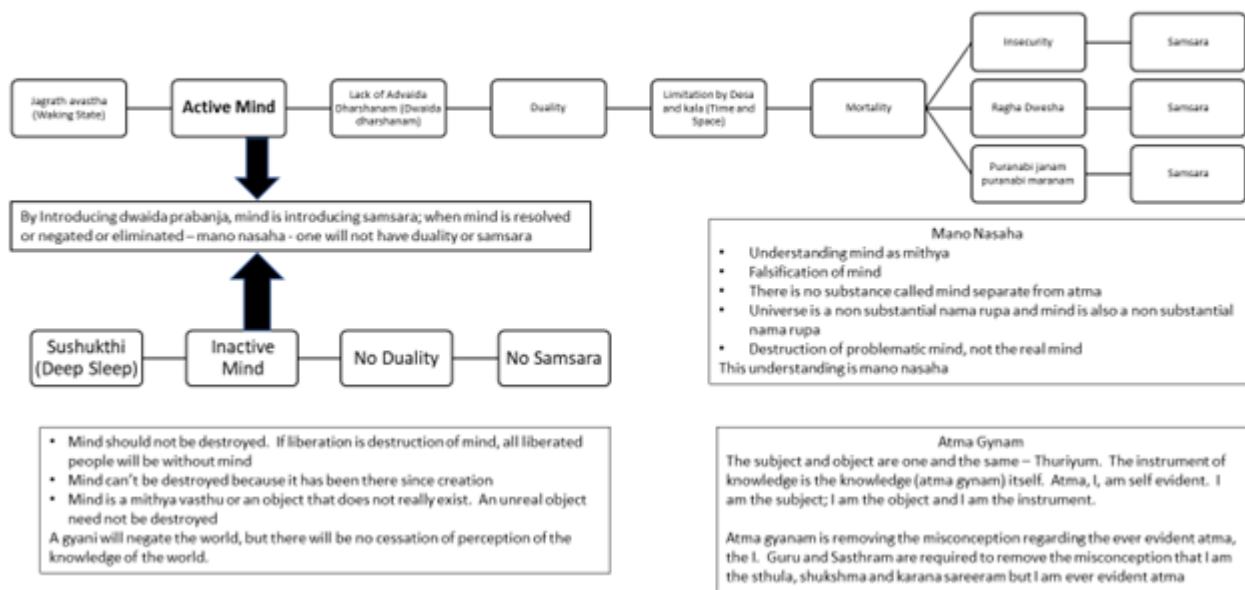 Jagrath avastha
(Waking State)
Active Mind
Lack of Advaida
Dharshanam (Dwaida
dharshanam)
Duality
Limitation by Desa
and kala (Time and
Space)
Mortality
Insecurity
Samsara
Ragha Dwesha
Samsara
Puranabi janam
puranabi maranam
Samsara
By Introducing dwaida prabanja, mind is introducing samsara; when mind is resolved
or negated or eliminated – mano nasaha - one will not have duality or samsara
Sushukthi
(Deep Sleep)
Inactive
Mind
No Duality
No Samsara
Mano Nasaha
• Understanding mind as mithya
• Falsification of mind
• There is no substance called mind separate from atma
• Universe is a non substantial nama rupa and mind is also a non substantial
nama rupa
• Destruction of problematic mind, not the real mind
This understanding is mano nasaha
• Mind should not be destroyed. If liberation is destruction of mind, all liberated
people will be without mind
• Mind can't be destroyed because it has been there since creation
• Mind is a mithya vasthu or an object that does not really exist. An unreal object
need not be destroyed
A gyani will negate the world, but there will be no cessation of perception of the
knowledge of the world.
Atma Gynam
The subject and object are one and the same – Thuriyum. The instrument of
knowledge is the knowledge (atma gynam) itself. Atma, I, am self evident. I
am the subject; I am the object and I am the instrument.
Atma gyanam is removing the misconception regarding the ever evident atma,
the I. Guru and Sasthram are required to remove the misconception that I am
the sthula, shukshma and karana sareeram but I am ever evident atma